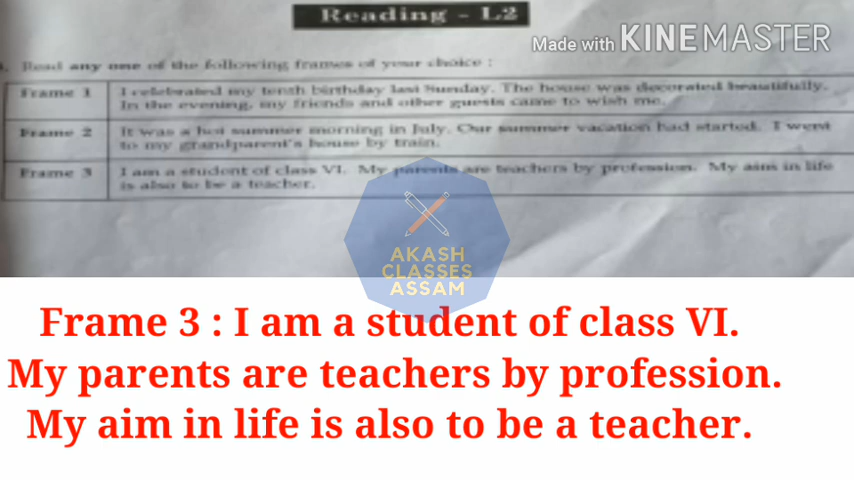 Reading - L2
Made with KINEMASTER
Read any one of the following frames of your choice :
Frame 1 I celebrated my tenth birthday last Sunday. The house was decorated beautifully.
In the evening, my friends and other guests came to wish me.
Frame 2 It was a hot summer morning in July. Our summer vacation had started. I went
to my grandparent's house by train.
Frame 3 I am a student of class VI. My parents are teachers by profession. My aim in life
is also to be a teacher.
AKASH
CLASSES
ASSAM
Frame 3 : I am a student of class VI.
My parents are teachers by profession.
My aim in life is also to be a teacher.